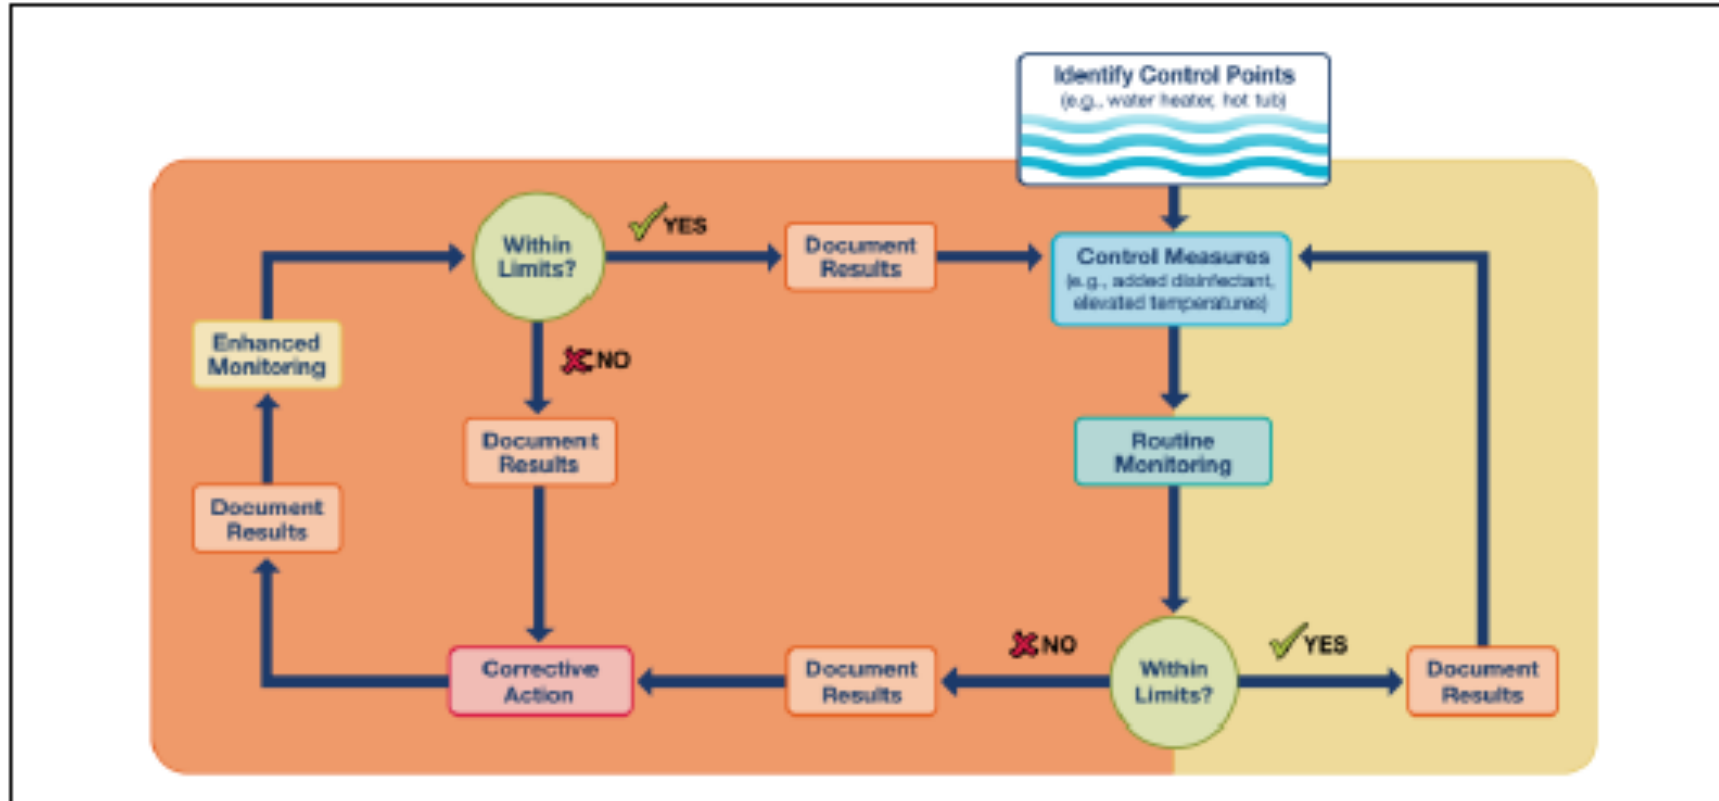 Identify Control Points
(e.g., water heater, hot tub)
Within
Limits?
YES
Document
Results
Control Measures
(e.g., added disinfectant,
elevated temperatures)
NO
Enhanced
Monitoring
Document
Results
Routine
Monitoring
Document
Results
Corrective
Action
Document
Results
NO
Within
Limits?
YES
Document
Results